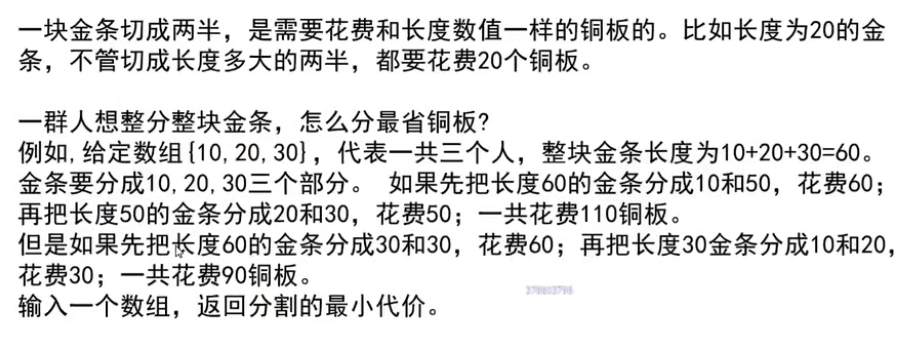 一块金条切成两半，是需要花费和长度数值一样的铜板的。比如长度为20的金
条，不管切成长度多大的两半，都要花费20个铜板。
一群人想整分整块金条，怎么分最省铜板?
例如,给定数组{10,20,30}，代表一共三个人，整块金条长度为10+20+30=60。
金条要分成10,20,30三个部分。 如果先把长度60的金条分成10和50，花费60；
再把长度50的金条分成20和30，花费50；一共花费110铜板。
但是如果先把长度60的金条分成30和30，花费60；再把长度30金条分成10和20，
花费30；一共花费90铜板。
输入一个数组，返回分割的最小代价。